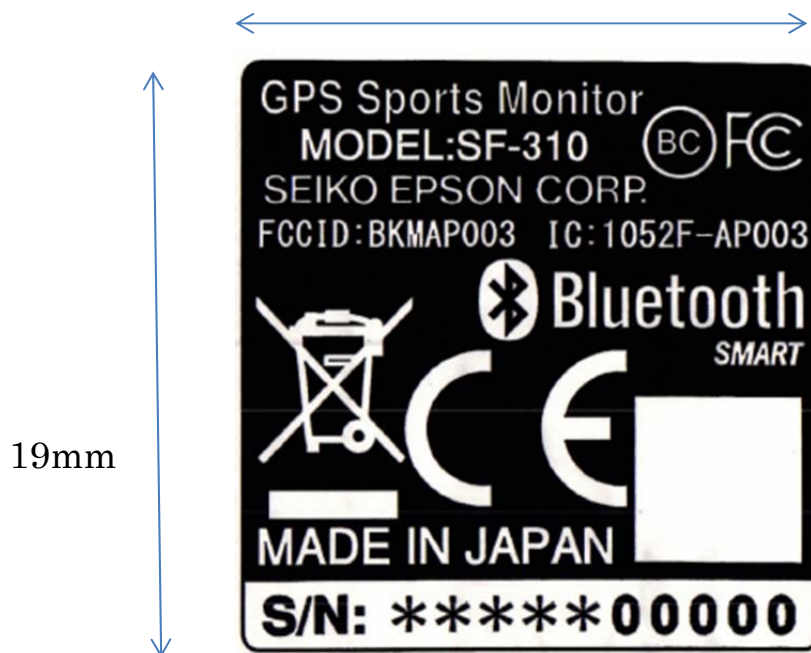 GPS Sports Monitor
MODEL:SF-310
BC FC
SEIKO EPSON CORP.
FCCID:BKMAP003 IC:1052F-AP003
Bluetooth
SMART
CE
19mm
MADE IN JAPAN
S/N: *****00000